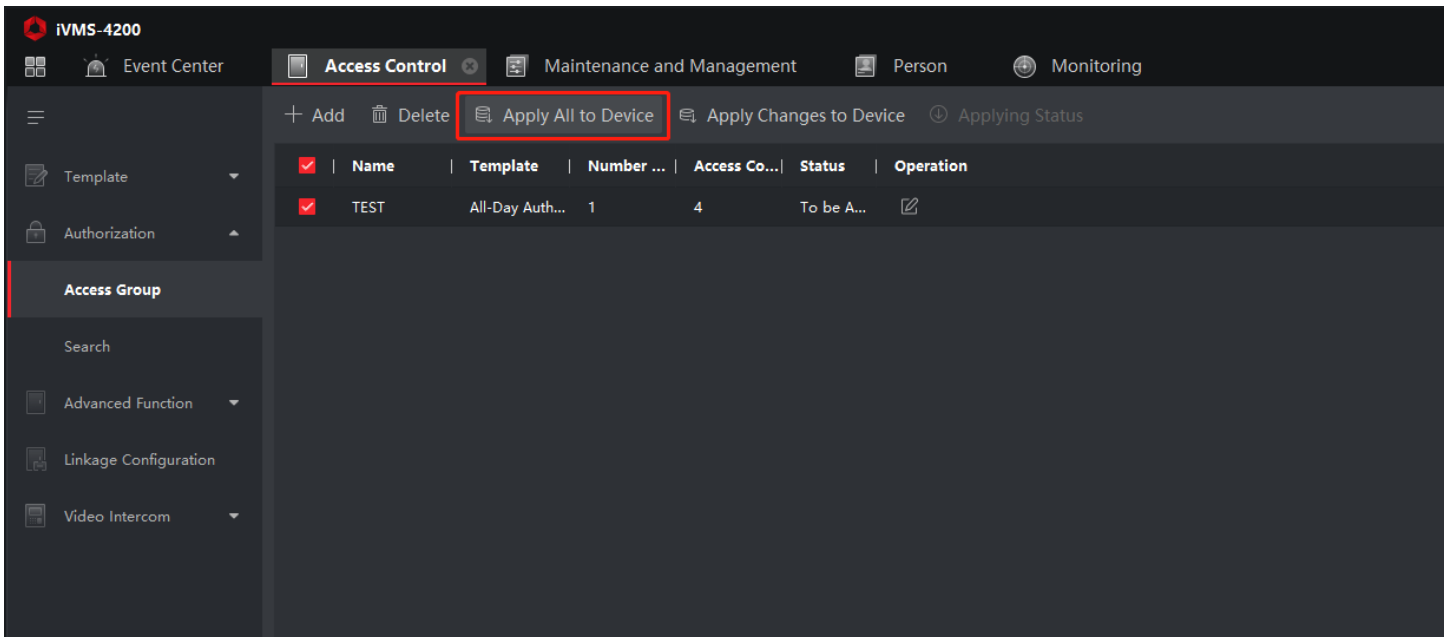 iVMS-4200
Event Center Access Control Maintenance and Management Person Monitoring
Add Delete Apply All to Device Apply Changes to Device Applying Status
Name Template Number ... Access Co... Status Operation
TEST All-Day Auth... 1 4 To be A...
Template
Authorization
Access Group
Search
Advanced Function
Linkage Configuration
Video Intercom